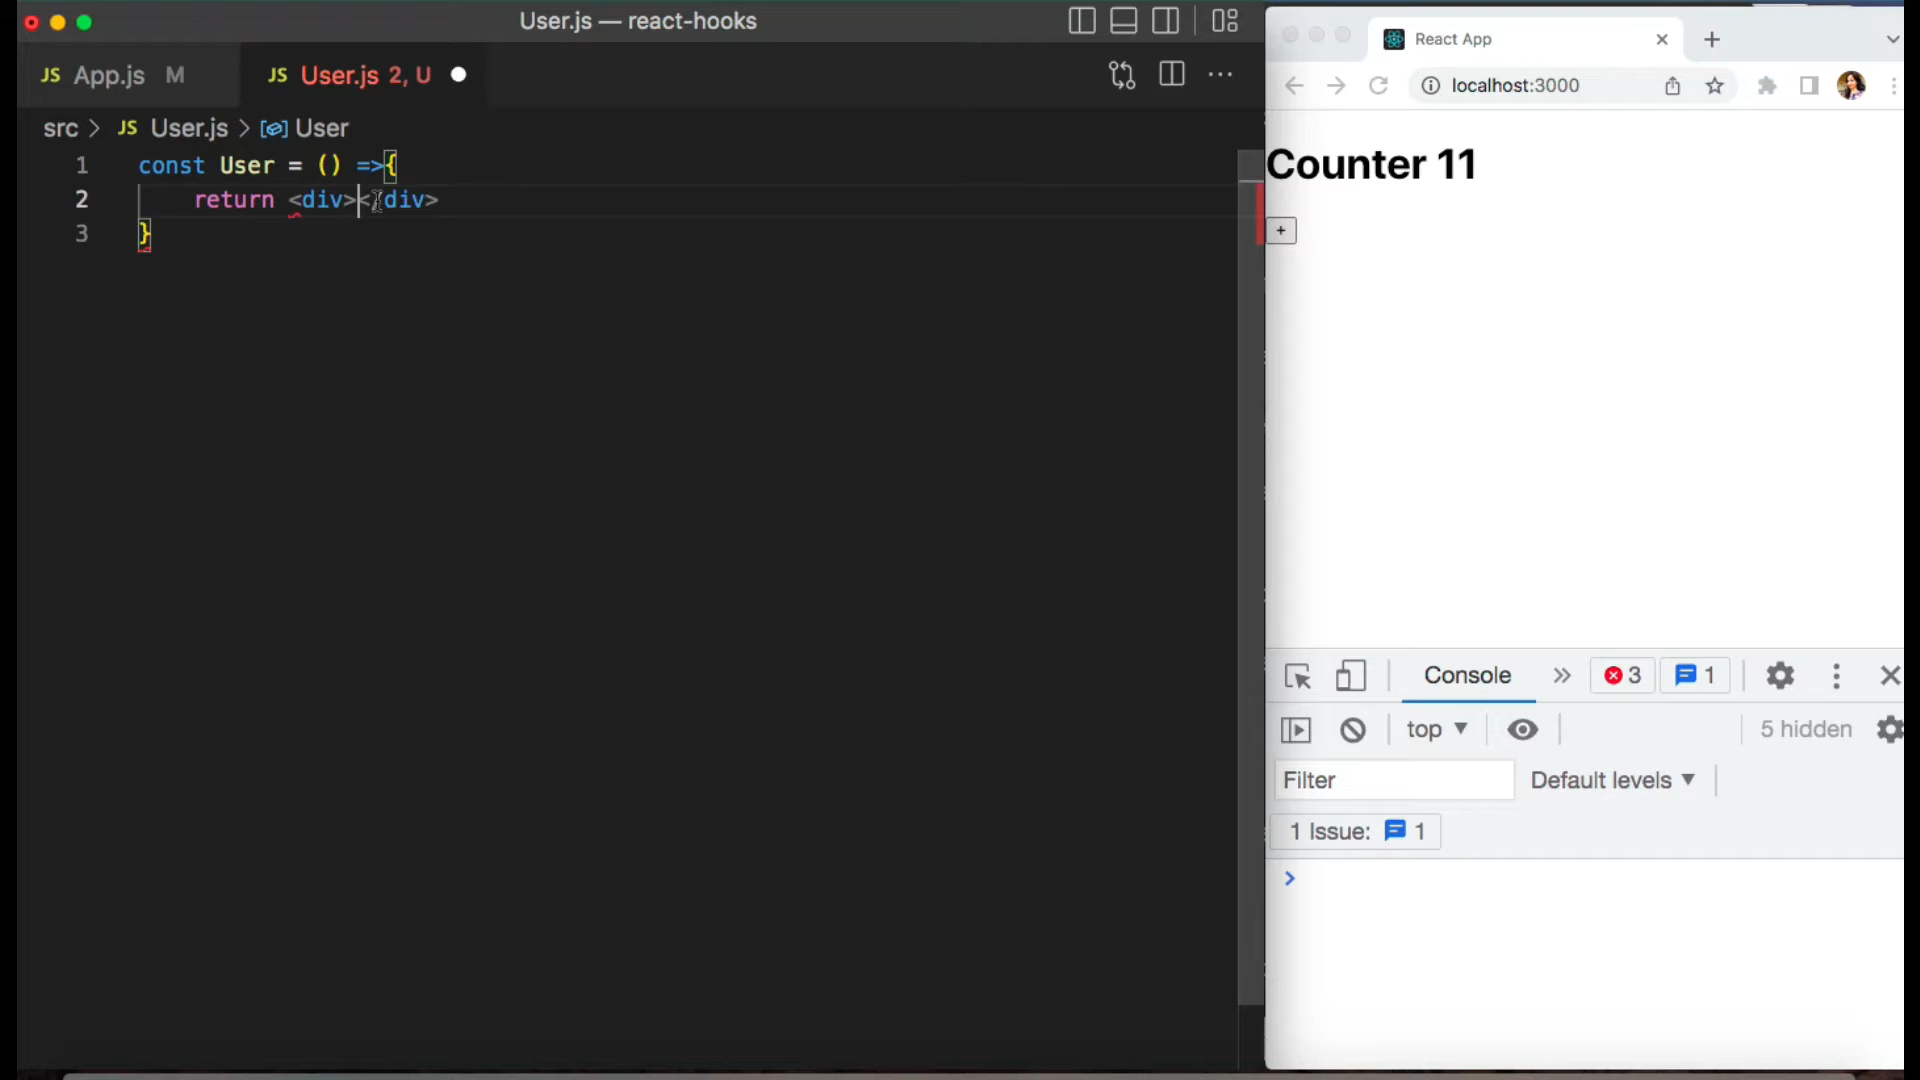 User.js — react-hooks
JS App.js M
JS User.js 2, U
src > JS User.js > User
1 const User = () =>{
2 return <div></div>
3 }
React App
localhost:3000
Counter 11
+
Console
3
1
top
5 hidden
Filter
Default levels
1 Issue: 1
>